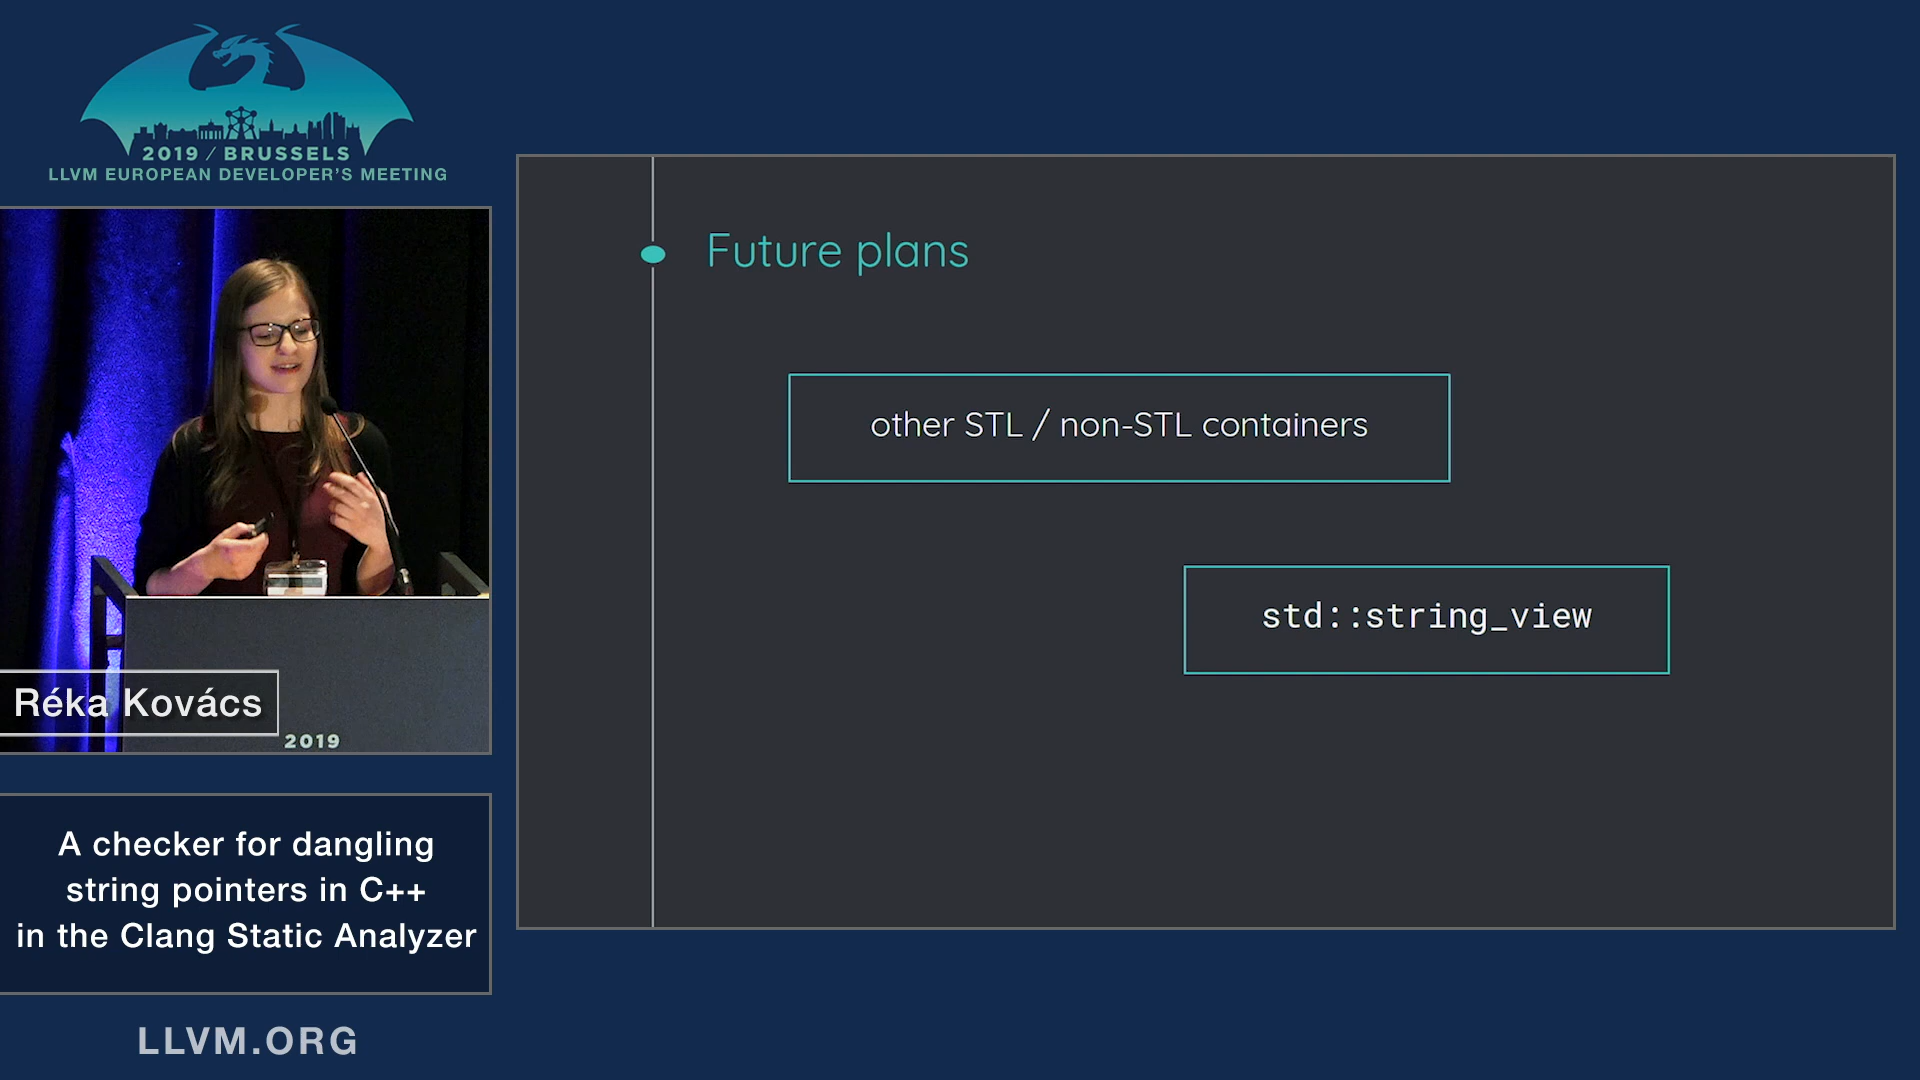 2019 / BRUSSELS
LLVM EUROPEAN DEVELOPER'S MEETING
Future plans
other STL / non-STL containers
std::string_view
Réka Kovács
2019
A checker for dangling
string pointers in C++
in the Clang Static Analyzer
LLVM.ORG